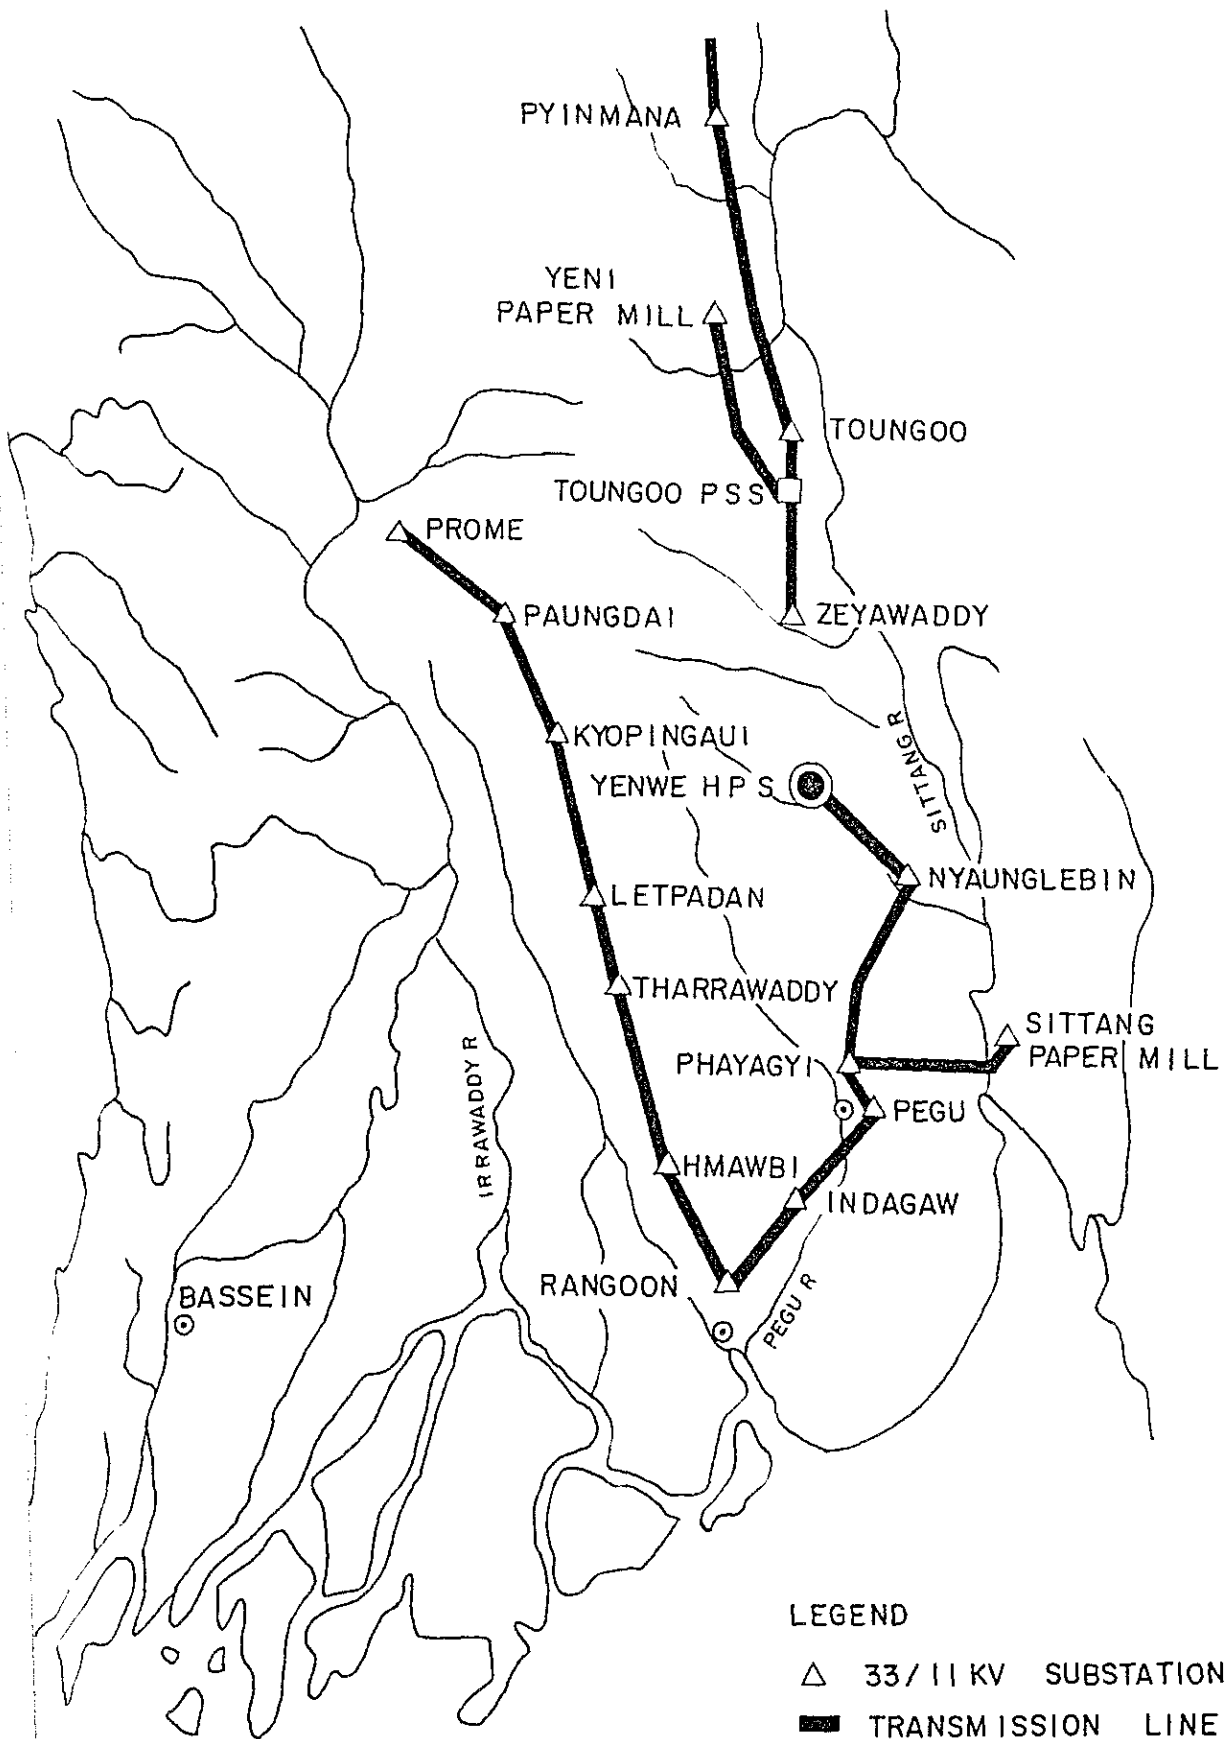 PYINMANA
YENI
PAPER MILL
TOUNGOO
TOUNGOO PSS
PROME
PAUNGDAI
ZEYAWADDY
SITTANG R
KYOPINGAUI
YENWE HPS
NYAUNGLEBIN
LETPADAN
THARRAWADDY
SITTANG
PAPER MILL
PHAYAGYI
IRRAWADDY R
PEGU
HMAWBI
INDAGAW
RANGOON
BASSEIN
PEGU R
LEGEND
33/11KV SUBSTATION
TRANSMISSION LINE